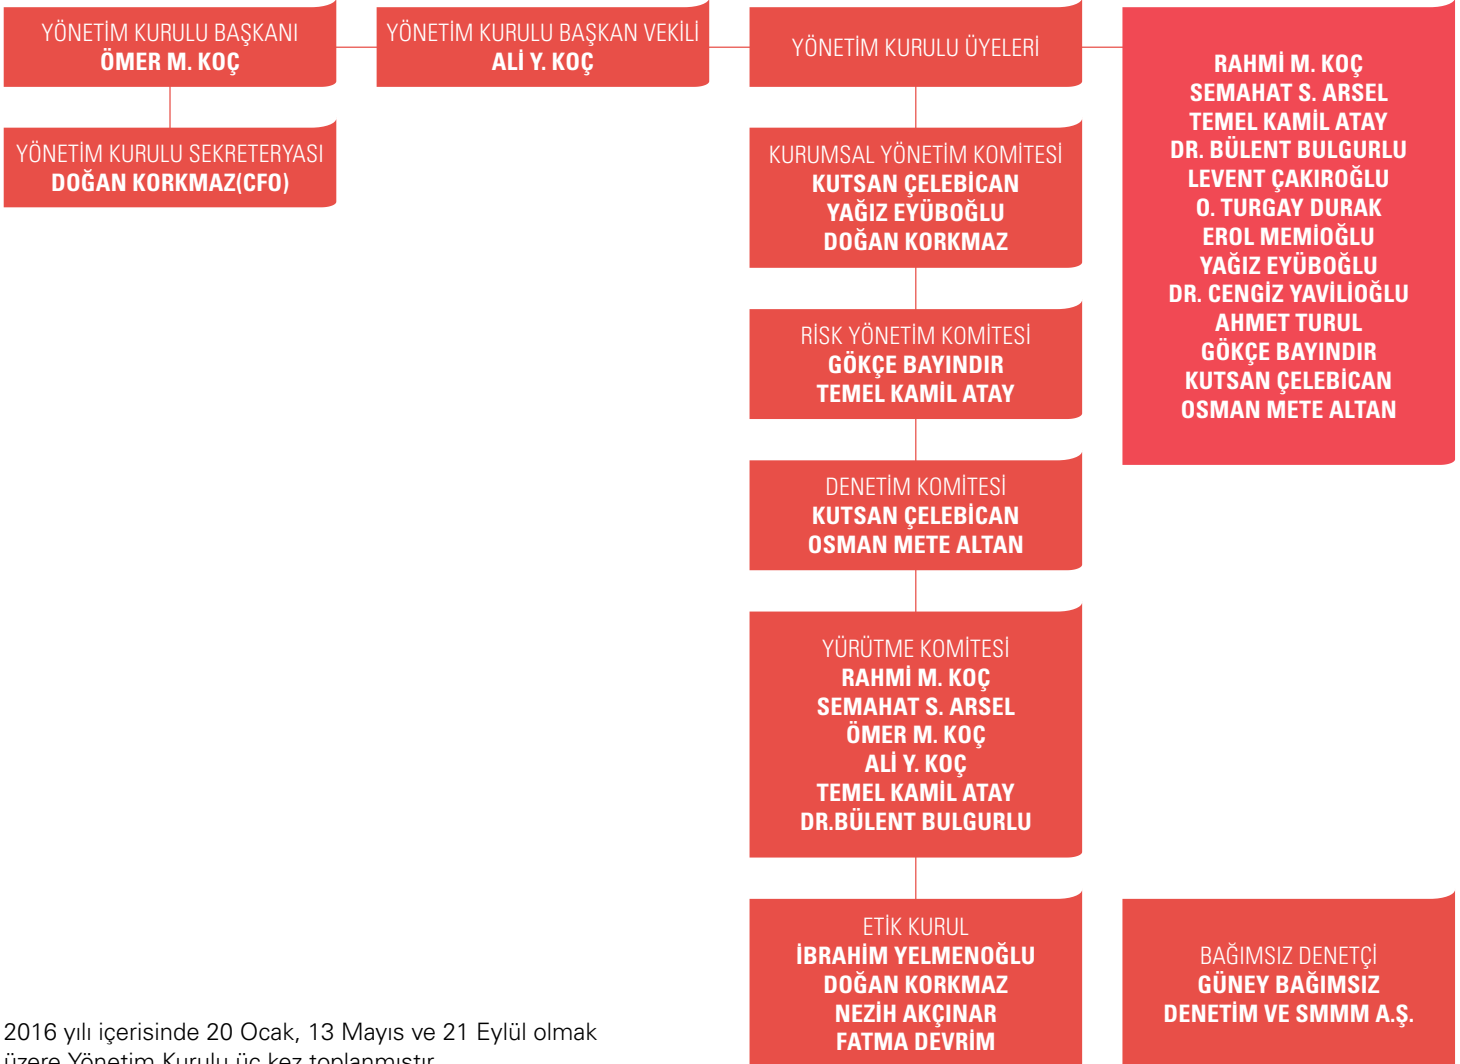 YÖNETİM KURULU BAŞKANI
ÖMER M. KOÇ
YÖNETİM KURULU BAŞKAN VEKİLİ
ALİ Y. KOÇ
YÖNETİM KURULU ÜYELERİ
RAHMİ M. KOÇ
SEMAHAT S. ARSEL
TEMEL KAMİL ATAY
DR. BÜLENT BULGURLU
LEVENT ÇAKIROĞLU
O. TURGAY DURAK
EROL MEMİOĞLU
YAĞIZ EYÜBOĞLU
DR. CENGİZ YAVİLİOĞLU
AHMET TURUL
GÖKÇE BAYINDIR
KUTSAN ÇELEBİCAN
OSMAN METE ALTAN
YÖNETİM KURULU SEKRETERYASI
DOĞAN KORKMAZ(CFO)
KURUMSAL YÖNETİM KOMİTESİ
KUTSAN ÇELEBİCAN
YAĞIZ EYÜBOĞLU
DOĞAN KORKMAZ
RİSK YÖNETİM KOMİTESİ
GÖKÇE BAYINDIR
TEMEL KAMİL ATAY
DENETİM KOMİTESİ
KUTSAN ÇELEBİCAN
OSMAN METE ALTAN
YÜRÜTME KOMİTESİ
RAHMİ M. KOÇ
SEMAHAT S. ARSEL
ÖMER M. KOÇ
ALİ Y. KOÇ
TEMEL KAMİL ATAY
DR.BÜLENT BULGURLU
ETİK KURUL
İBRAHİM YELMENOĞLU
DOĞAN KORKMAZ
NEZİH AKÇINAR
FATMA DEVRİM
BAĞIMSIZ DENETÇİ
GÜNEY BAĞIMSIZ
DENETİM VE SMMM A.Ş.
2016 yılı içerisinde 20 Ocak, 13 Mayıs ve 21 Eylül olmak
üzere Yönetim Kurulu üç kez toplanmıştır